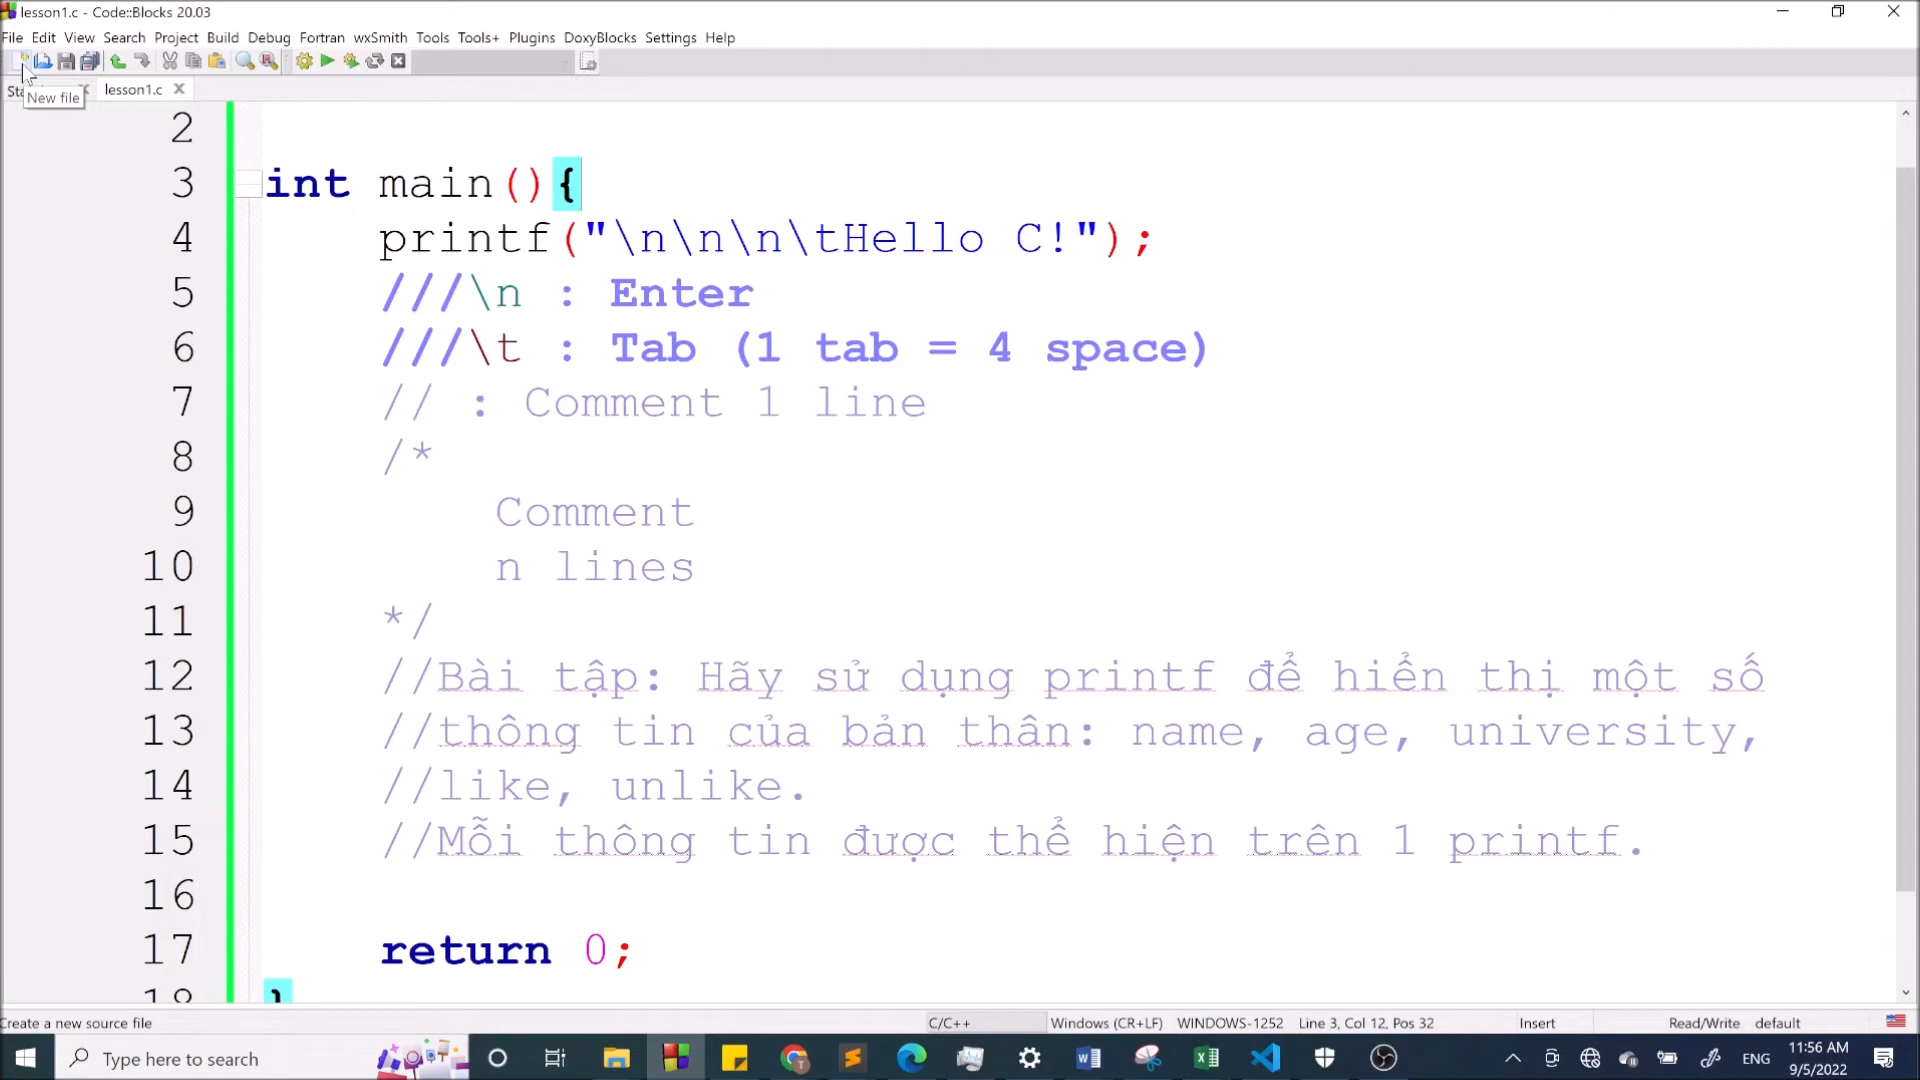 lesson1.c - Code::Blocks 20.03
File Edit View Search Project Build Debug Fortran wxSmith Tools Tools+ Plugins DoxyBlocks Settings Help
lesson1.c
New file
2
3 int main(){
4 printf("\n\n\n\tHello C!");
5 ///\n : Enter
6 ///\t : Tab (1 tab = 4 space)
7 // : Comment 1 line
8 /*
9 Comment
10 n lines
11 */
12 //Bài tập: Hãy sử dụng printf để hiển thị một số
13 //thông tin của bản thân: name, age, university,
14 //like, unlike.
15 //Mỗi thông tin được thể hiện trên 1 printf.
16
17 return 0;
18 }
Create a new source file C/C++ Windows (CR+LF) WINDOWS-1252 Line 3, Col 12, Pos 32 Insert Read/Write default
Type here to search ENG 11:56 AM
9/5/2022